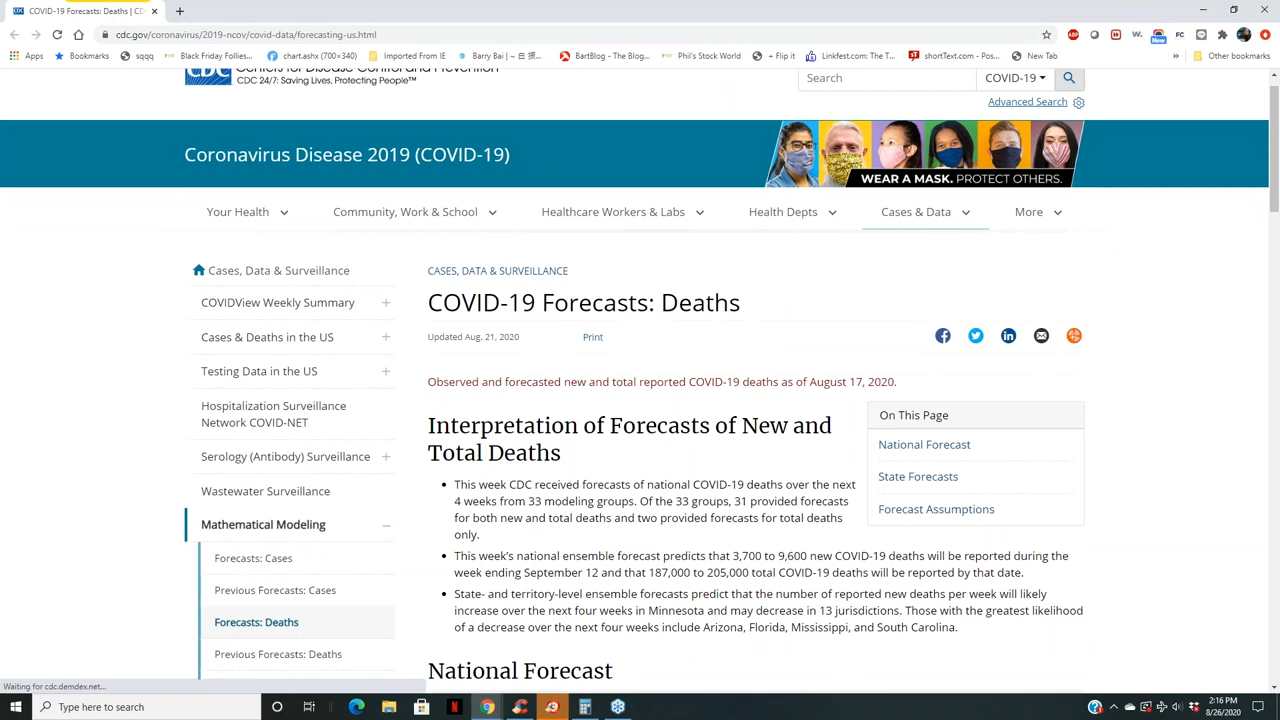 COVID-19 Forecasts: Deaths | CD
cdc.gov/coronavirus/2019-ncov/covid-data/forecasting-us.html
Apps Bookmarks sqqq Black Friday Follies... chart.ashx (700×340) Imported From IE Barry Bai | — BartBlog - The Blog... Phil's Stock World + Flip it Linkfest.com: The T... shortText.com - Pos... New Tab » Other bookmarks
New
CDC
CDC 24/7: Saving Lives. Protecting People™
Search COVID-19
Advanced Search
Coronavirus Disease 2019 (COVID-19)
WEAR A MASK. PROTECT OTHERS.
Your Health Community, Work & School Healthcare Workers & Labs Health Depts Cases & Data More
Cases, Data & Surveillance
COVIDView Weekly Summary
Cases & Deaths in the US
Testing Data in the US
Hospitalization Surveillance
Network COVID-NET
Serology (Antibody) Surveillance
Wastewater Surveillance
Mathematical Modeling
Forecasts: Cases
Previous Forecasts: Cases
Forecasts: Deaths
Previous Forecasts: Deaths
CASES, DATA & SURVEILLANCE
COVID-19 Forecasts: Deaths
Updated Aug. 21, 2020 Print
Observed and forecasted new and total reported COVID-19 deaths as of August 17, 2020.
Interpretation of Forecasts of New and
Total Deaths
• This week CDC received forecasts of national COVID-19 deaths over the next
4 weeks from 33 modeling groups. Of the 33 groups, 31 provided forecasts
for both new and total deaths and two provided forecasts for total deaths
only.
• This week's national ensemble forecast predicts that 3,700 to 9,600 new COVID-19 deaths will be reported during the
week ending September 12 and that 187,000 to 205,000 total COVID-19 deaths will be reported by that date.
• State- and territory-level ensemble forecasts predict that the number of reported new deaths per week will likely
increase over the next four weeks in Minnesota and may decrease in 13 jurisdictions. Those with the greatest likelihood
of a decrease over the next four weeks include Arizona, Florida, Mississippi, and South Carolina.
National Forecast
On This Page
National Forecast
State Forecasts
Forecast Assumptions
Waiting for cdc.demdex.net...
Type here to search
2:16 PM
8/26/2020